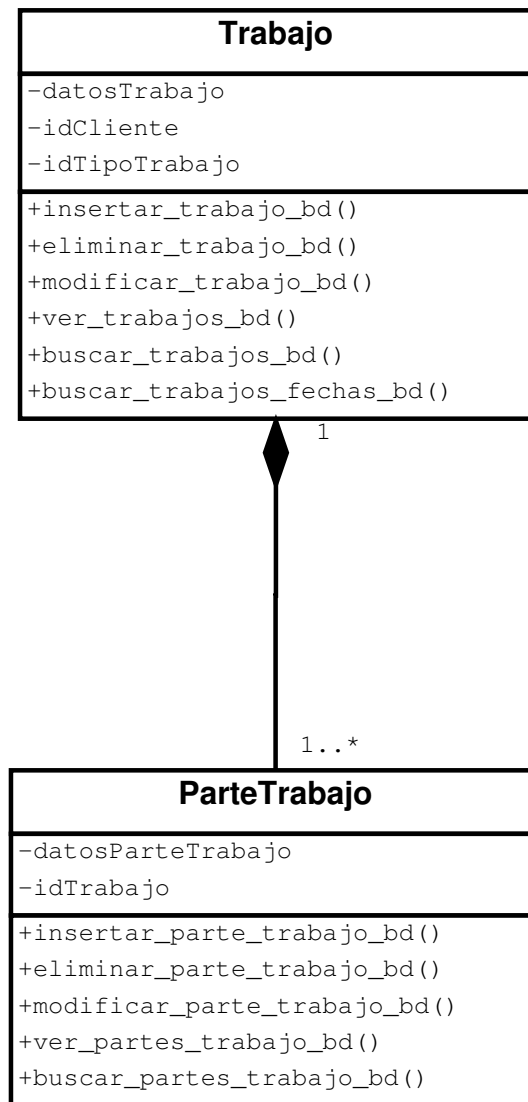 Trabajo
-datosTrabajo
-idCliente
-idTipoTrabajo
+insertar_trabajo_bd()
+eliminar_trabajo_bd()
+modificar_trabajo_bd()
+ver_trabajos_bd()
+buscar_trabajos_bd()
+buscar_trabajos_fechas_bd()
1
1..*
ParteTrabajo
-datosParteTrabajo
-idTrabajo
+insertar_parte_trabajo_bd()
+eliminar_parte_trabajo_bd()
+modificar_parte_trabajo_bd()
+ver_partes_trabajo_bd()
+buscar_partes_trabajo_bd()